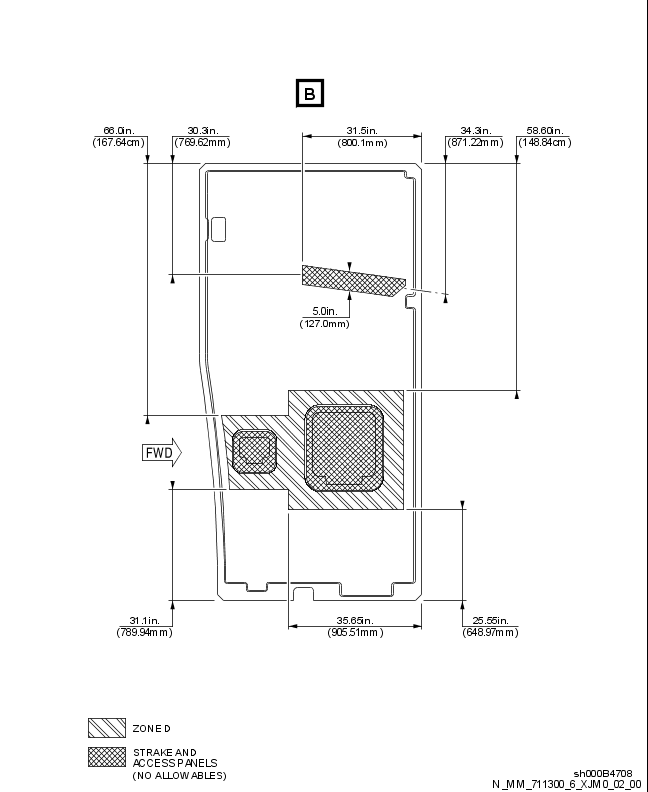 B
66.0in.
(167.64cm)
30.3in.
(769.62mm)
31.5in.
(800.1mm)
34.3in.
(871.22mm)
58.60in.
(148.84cm)
5.0in.
(127.0mm)
FWD
31.1in.
(789.94mm)
35.65in.
(905.51mm)
25.55in.
(648.97mm)
ZONED
STRAKE AND
ACCESS PANELS
(NO ALLOWABLES)
sh000B4708
N_MM_711300_6_XJM0_02_00